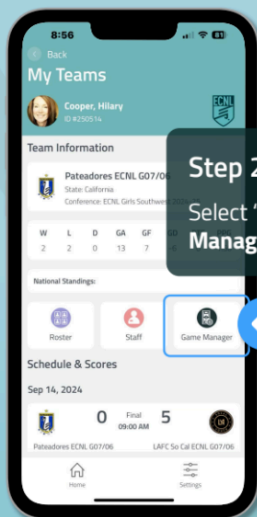 8:56
Back
My Teams
Cooper, Hilary
ID #250514
ECNL
Team Information
Pateadores ECNL G07/06
State: California
Conference: ECNL Girls Southwest
Step 2
Select “
Manag
W L D GA GF
2 2 0 13 7 -6
National Standings:
Roster
Staff
Game Manager
Schedule & Scores
Sep 14, 2024
0 Final 5
09:00 AM
Pateadores ECNL G07/06
LAFC So Cal ECNL G07/06
Home
Settings